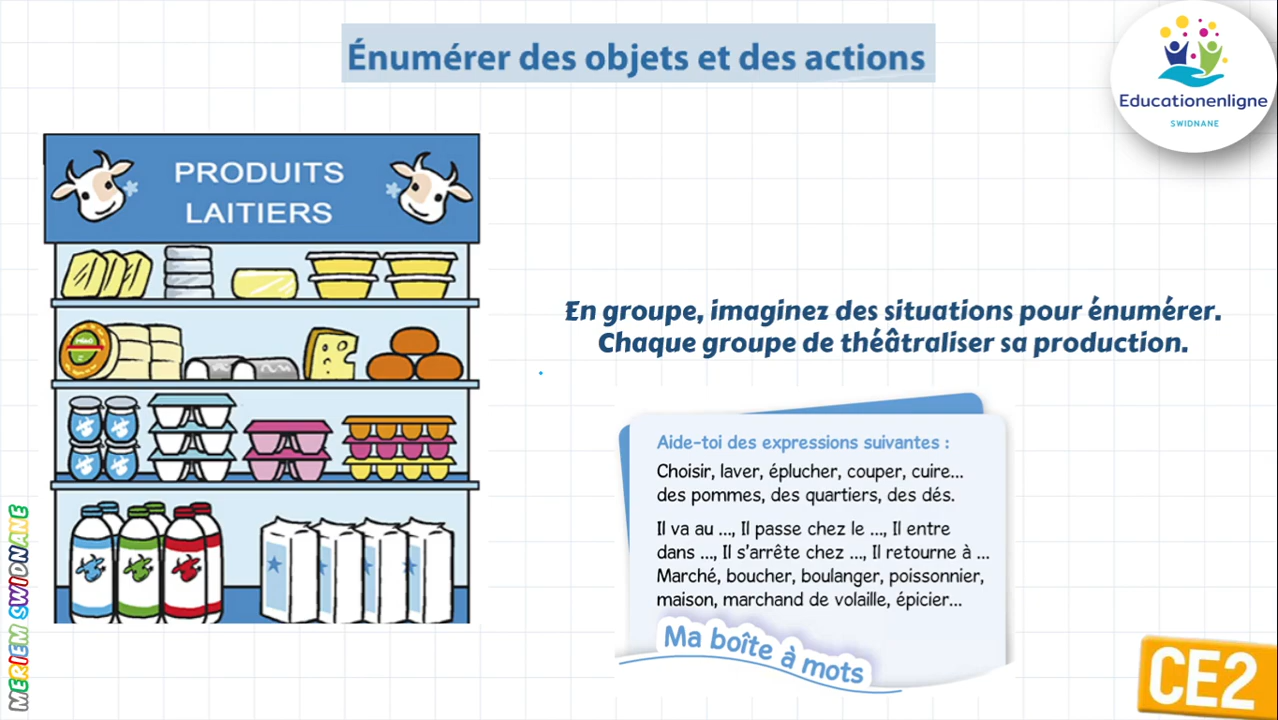 Énumérer des objets et des actions
Educationenligne
SWIDNANE
PRODUITS
LAITIERS
En groupe, imaginez des situations pour énumérer.
Chaque groupe de théâtraliser sa production.
Aide-toi des expressions suivantes :
Choisir, laver, éplucher, couper, cuire...
des pommes, des quartiers, des dés.
Il va au ..., Il passe chez le ..., Il entre
dans ..., Il s'arrête chez ..., Il retourne à ...
Marché, boucher, boulanger, poissonnier,
maison, marchand de volaille, épicier...
Ma boîte à mots
MERIEM SWIDNANE
CE2